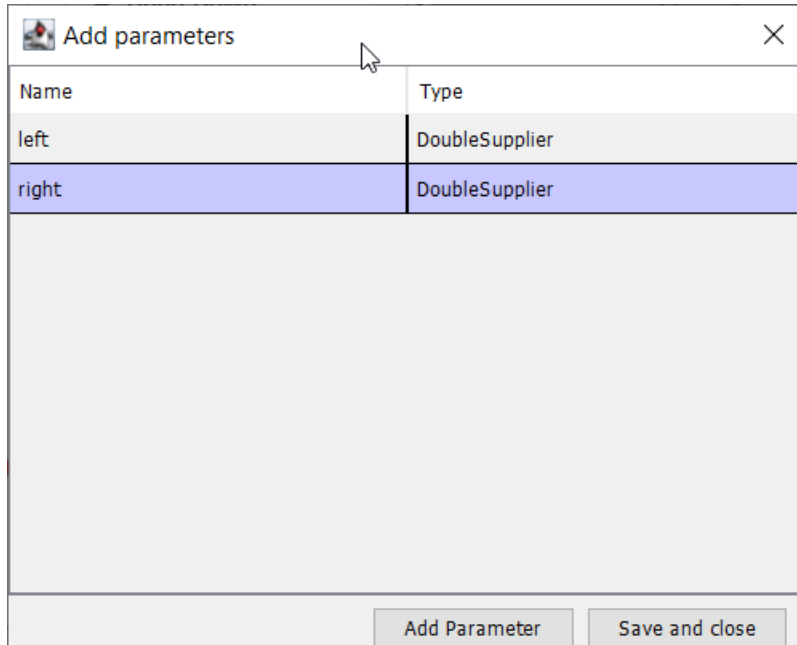 Add parameters
Name Type
left DoubleSupplier
right DoubleSupplier
Add Parameter Save and close